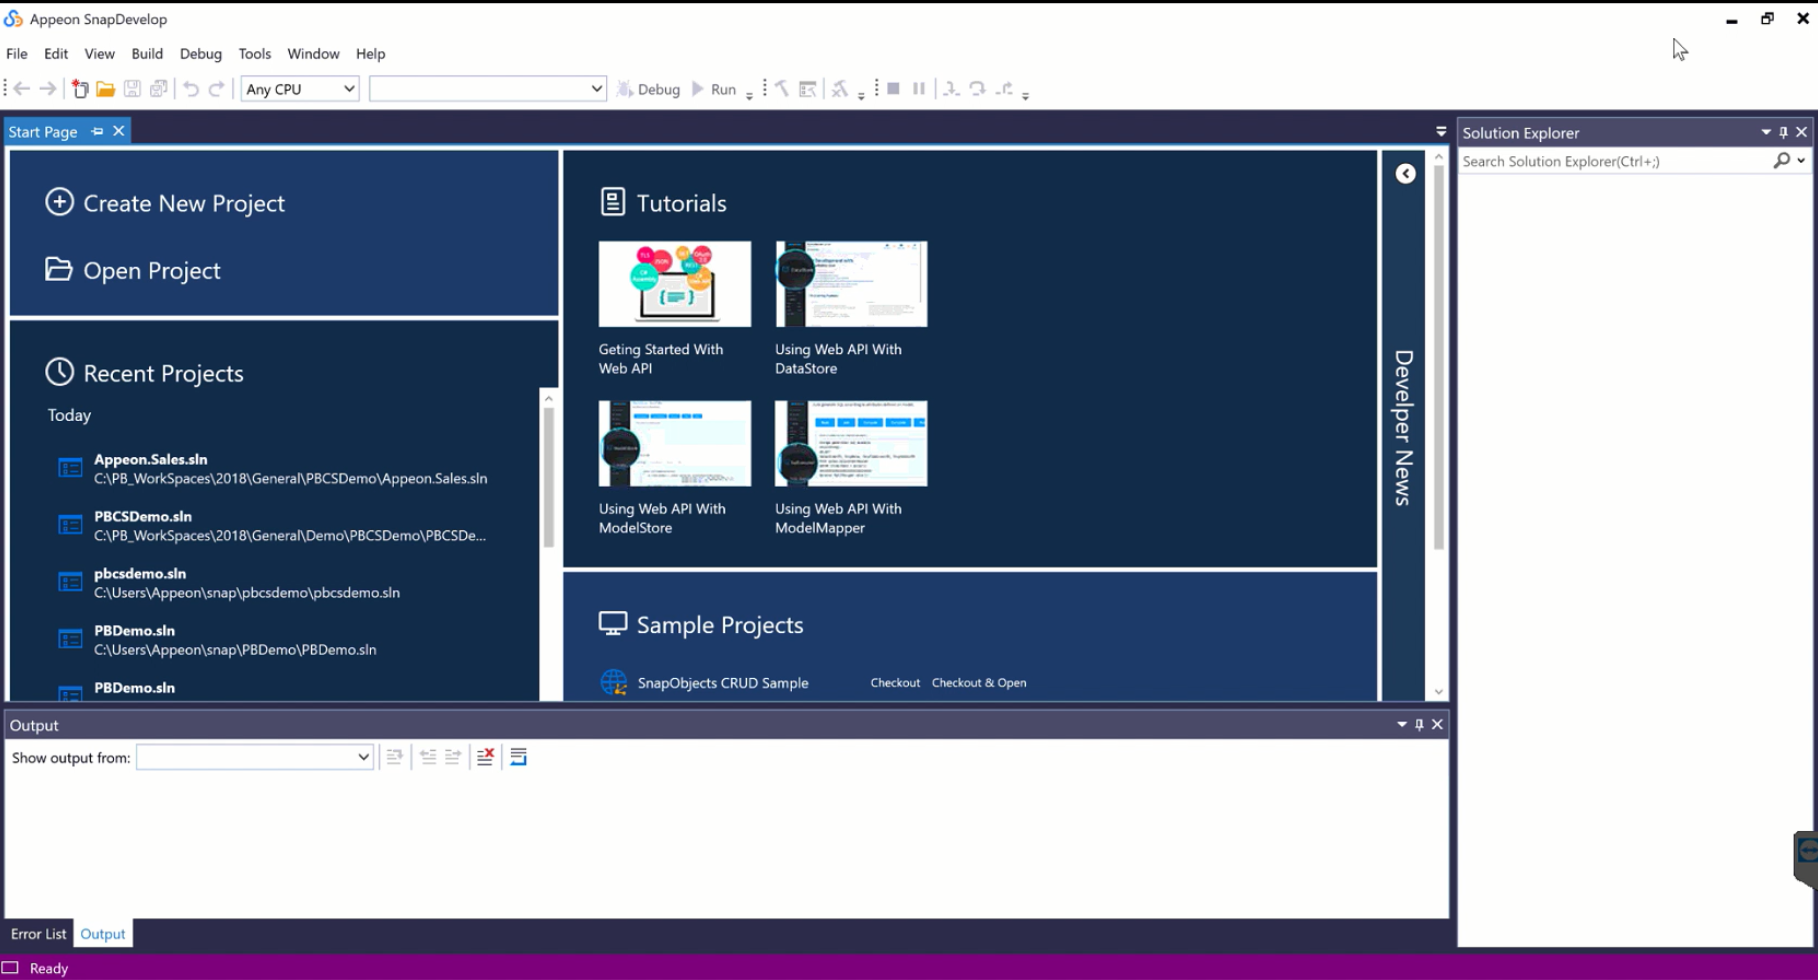 Appeon SnapDevelop
File Edit View Build Debug Tools Window Help
Any CPU Debug Run
Start Page
Solution Explorer
Search Solution Explorer(Ctrl+;)
Create New Project
Open Project
Recent Projects
Today
Appeon.Sales.sln
C:\PB_WorkSpaces\2018\General\PBCSDemo\Appeon.Sales.sln
PBCSDemo.sln
C:\PB_WorkSpaces\2018\General\Demo\PBCSDemo\PBCSDe...
pbcsdemo.sln
C:\Users\Appeon\snap\pbcsdemo\pbcsdemo.sln
PBDemo.sln
C:\Users\Appeon\snap\PBDemo\PBDemo.sln
PBDemo.sln
Tutorials
Geting Started With
Web API
Using Web API With
DataStore
Using Web API With
ModelStore
Using Web API With
ModelMapper
Sample Projects
SnapObjects CRUD Sample Checkout Checkout & Open
Develper News
Output
Show output from:
Error List Output
Ready